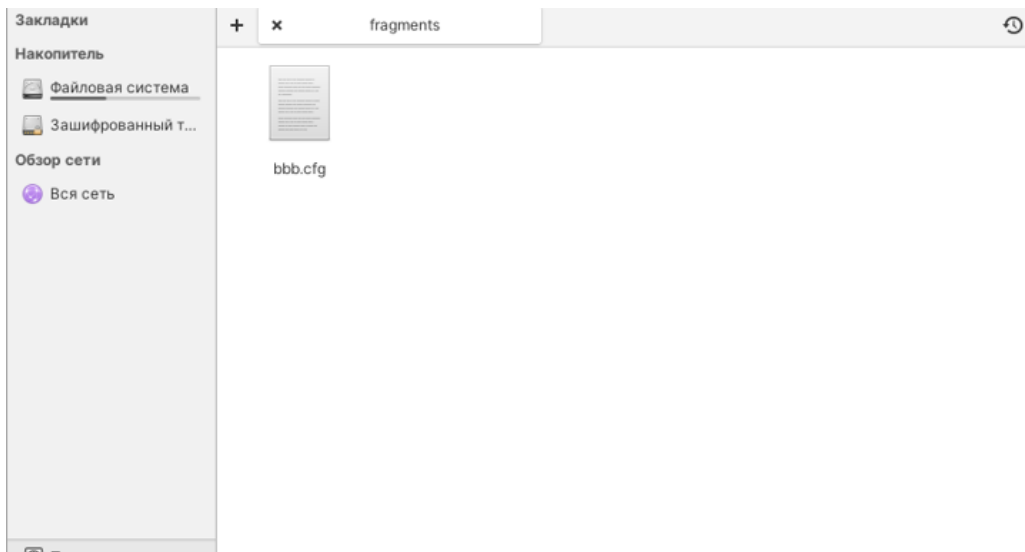 Закладки
fragments
Накопитель
Файловая система
Зашифрованный т...
Обзор сети
Вся сеть
bbb.cfg